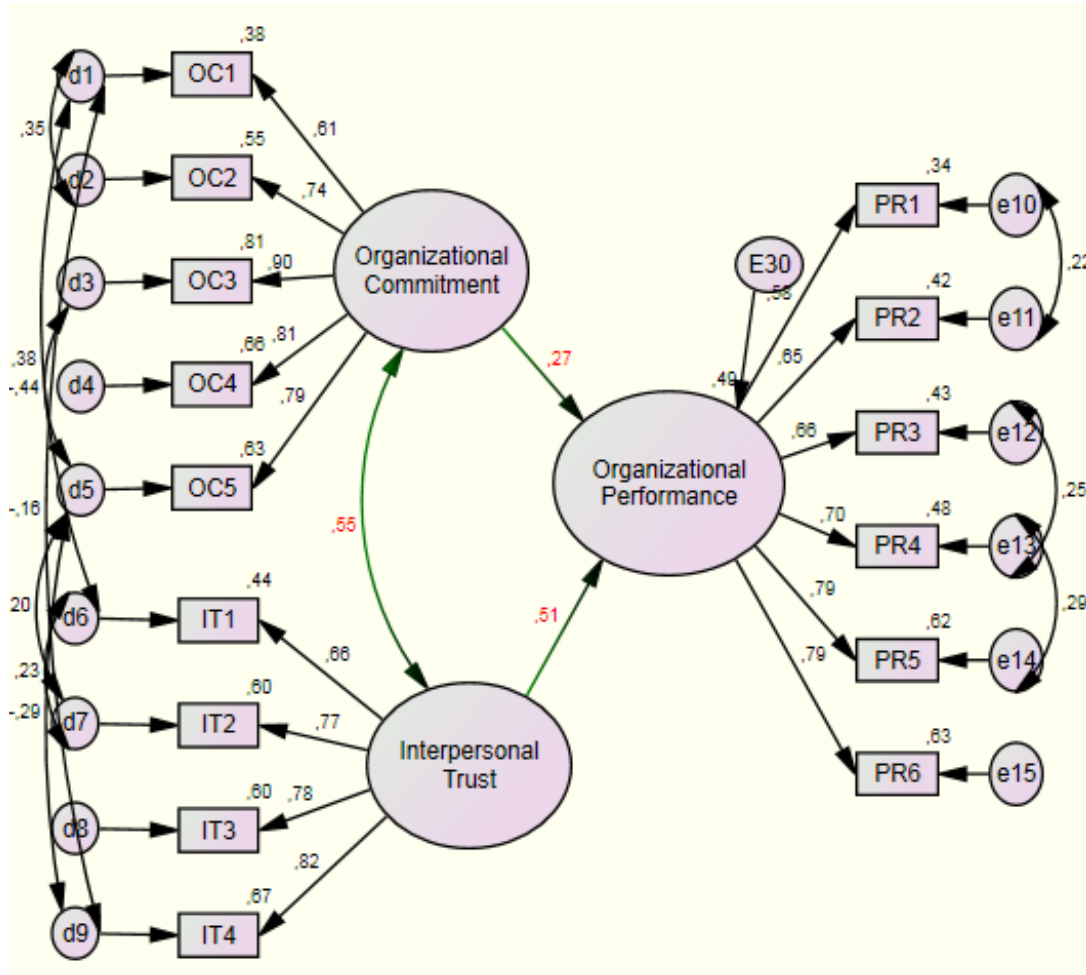 ,38
d1
OC1
,35
,61
,55
d2
OC2
,74
,81
d3
OC3
,90
Organizational
Commitment
,66
d4
OC4
,81
,38
-,44
,79
,63
d5
OC5
-,16
,55
,27
,44
20
d6
IT1
,66
,51
,60
,23
d7
IT2
,77
-,29
Interpersonal
Trust
,60
d8
IT3
,78
,82
,67
d9
IT4
E30
,49
Organizational
Performance
,34
PR1
e10
,58
,22
,42
PR2
e11
,65
,43
PR3
e12
,66
,25
,48
PR4
e13
,70
,29
,62
PR5
e14
,79
,63
PR6
e15
,79